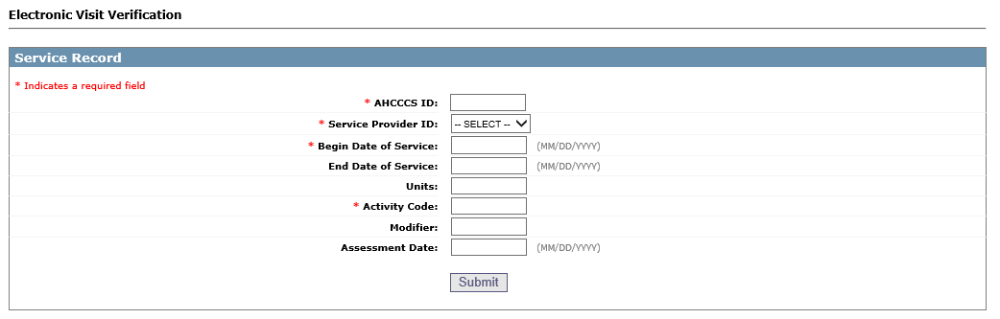 Electronic Visit Verification
Service Record
* Indicates a required field
* AHCCCS ID:
* Service Provider ID: -- SELECT --
* Begin Date of Service: (MM/DD/YYYY)
End Date of Service: (MM/DD/YYYY)
Units:
* Activity Code:
Modifier:
Assessment Date: (MM/DD/YYYY)
Submit